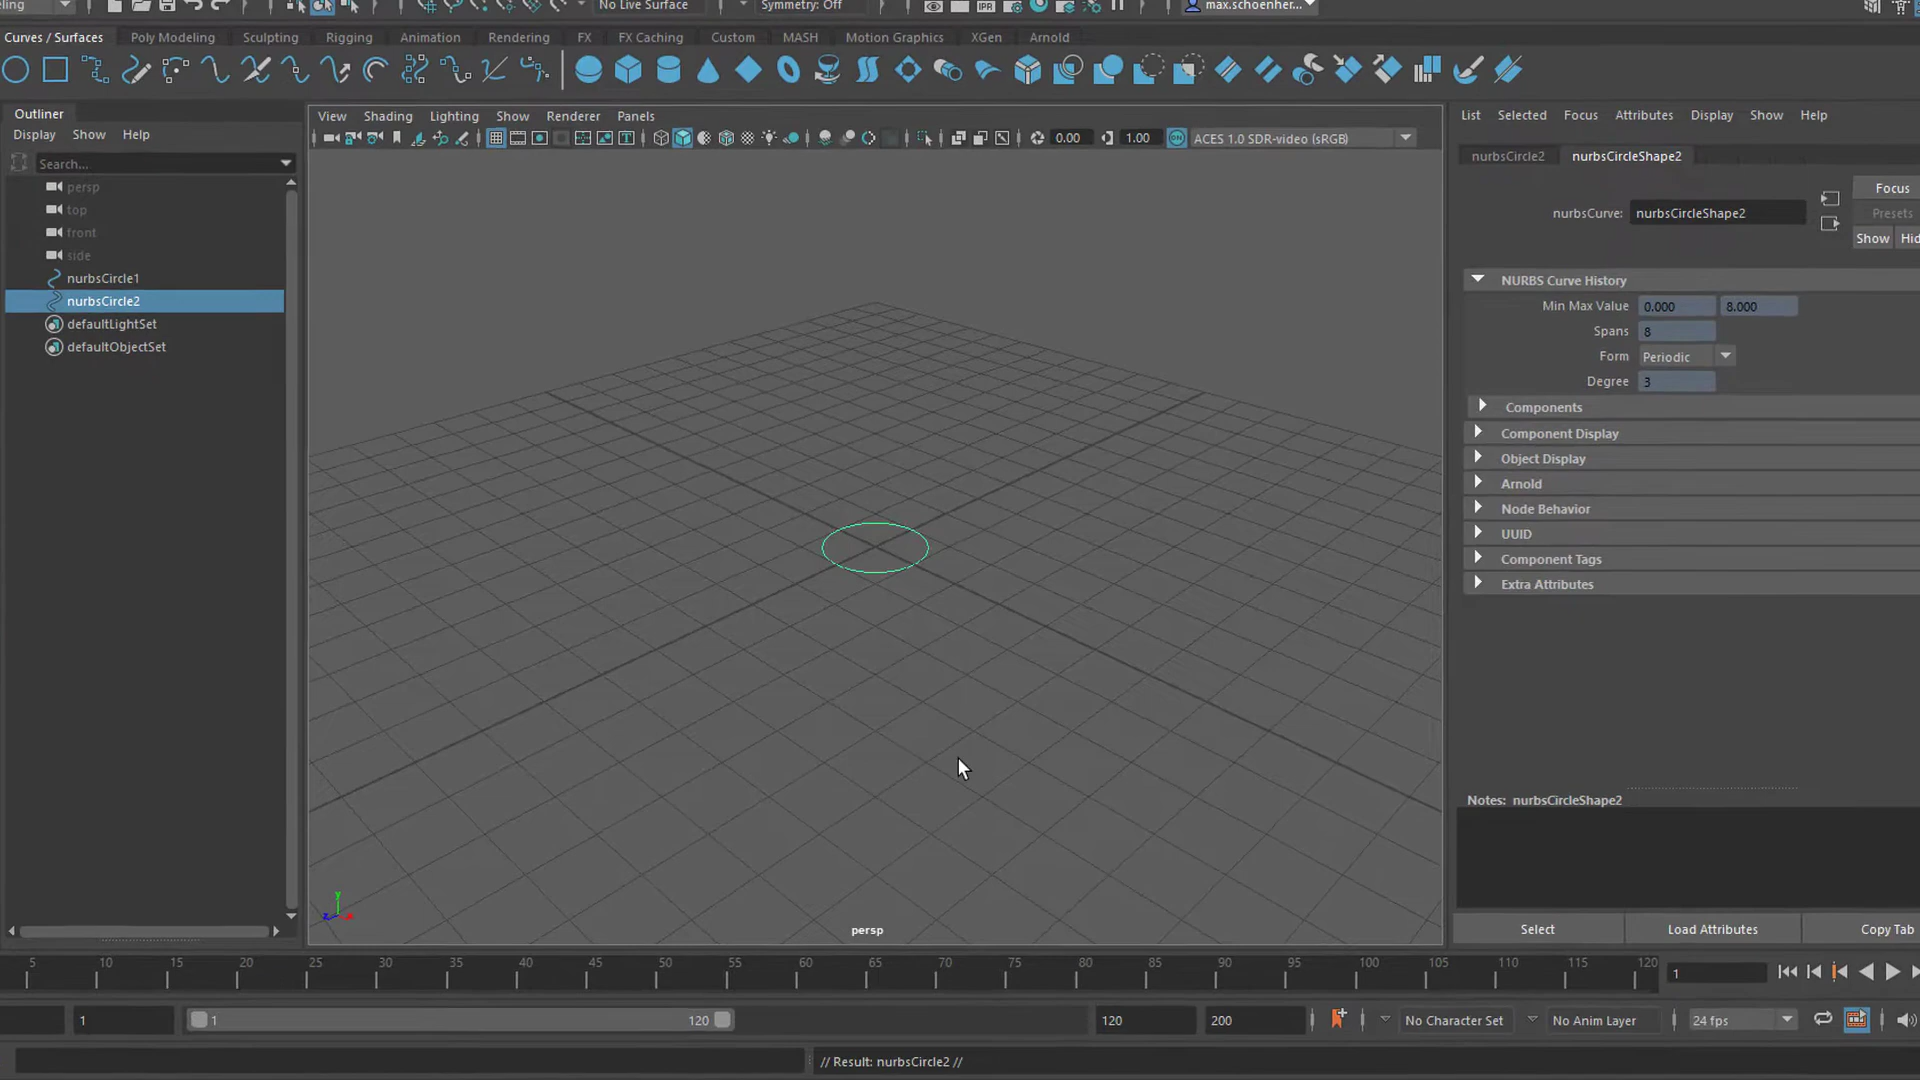 No Live Surface Symmetry: Off IPR max.schoenher...
Curves / Surfaces Poly Modeling Sculpting Rigging Animation Rendering FX FX Caching Custom MASH Motion Graphics XGen Arnold
Outliner
Display Show Help
Search...
persp
top
front
side
nurbsCircle1
nurbsCircle2
defaultLightSet
defaultObjectSet
View Shading Lighting Show Renderer Panels
0.00 1.00 ON ACES 1.0 SDR-video (sRGB)
y
z x
persp
List Selected Focus Attributes Display Show Help
nurbsCircle2 nurbsCircleShape2
Focus
nurbsCurve: nurbsCircleShape2 Presets
Show Hid
NURBS Curve History
Min Max Value 0.000 8.000
Spans 8
Form Periodic
Degree 3
Components
Component Display
Object Display
Arnold
Node Behavior
UUID
Component Tags
Extra Attributes
Notes: nurbsCircleShape2
Select Load Attributes Copy Tab
5 10 15 20 25 30 35 40 45 50 55 60 65 70 75 80 85 90 95 100 105 110 115 120 1
1 1 120 120 200 No Character Set No Anim Layer 24 fps
// Result: nurbsCircle2 //